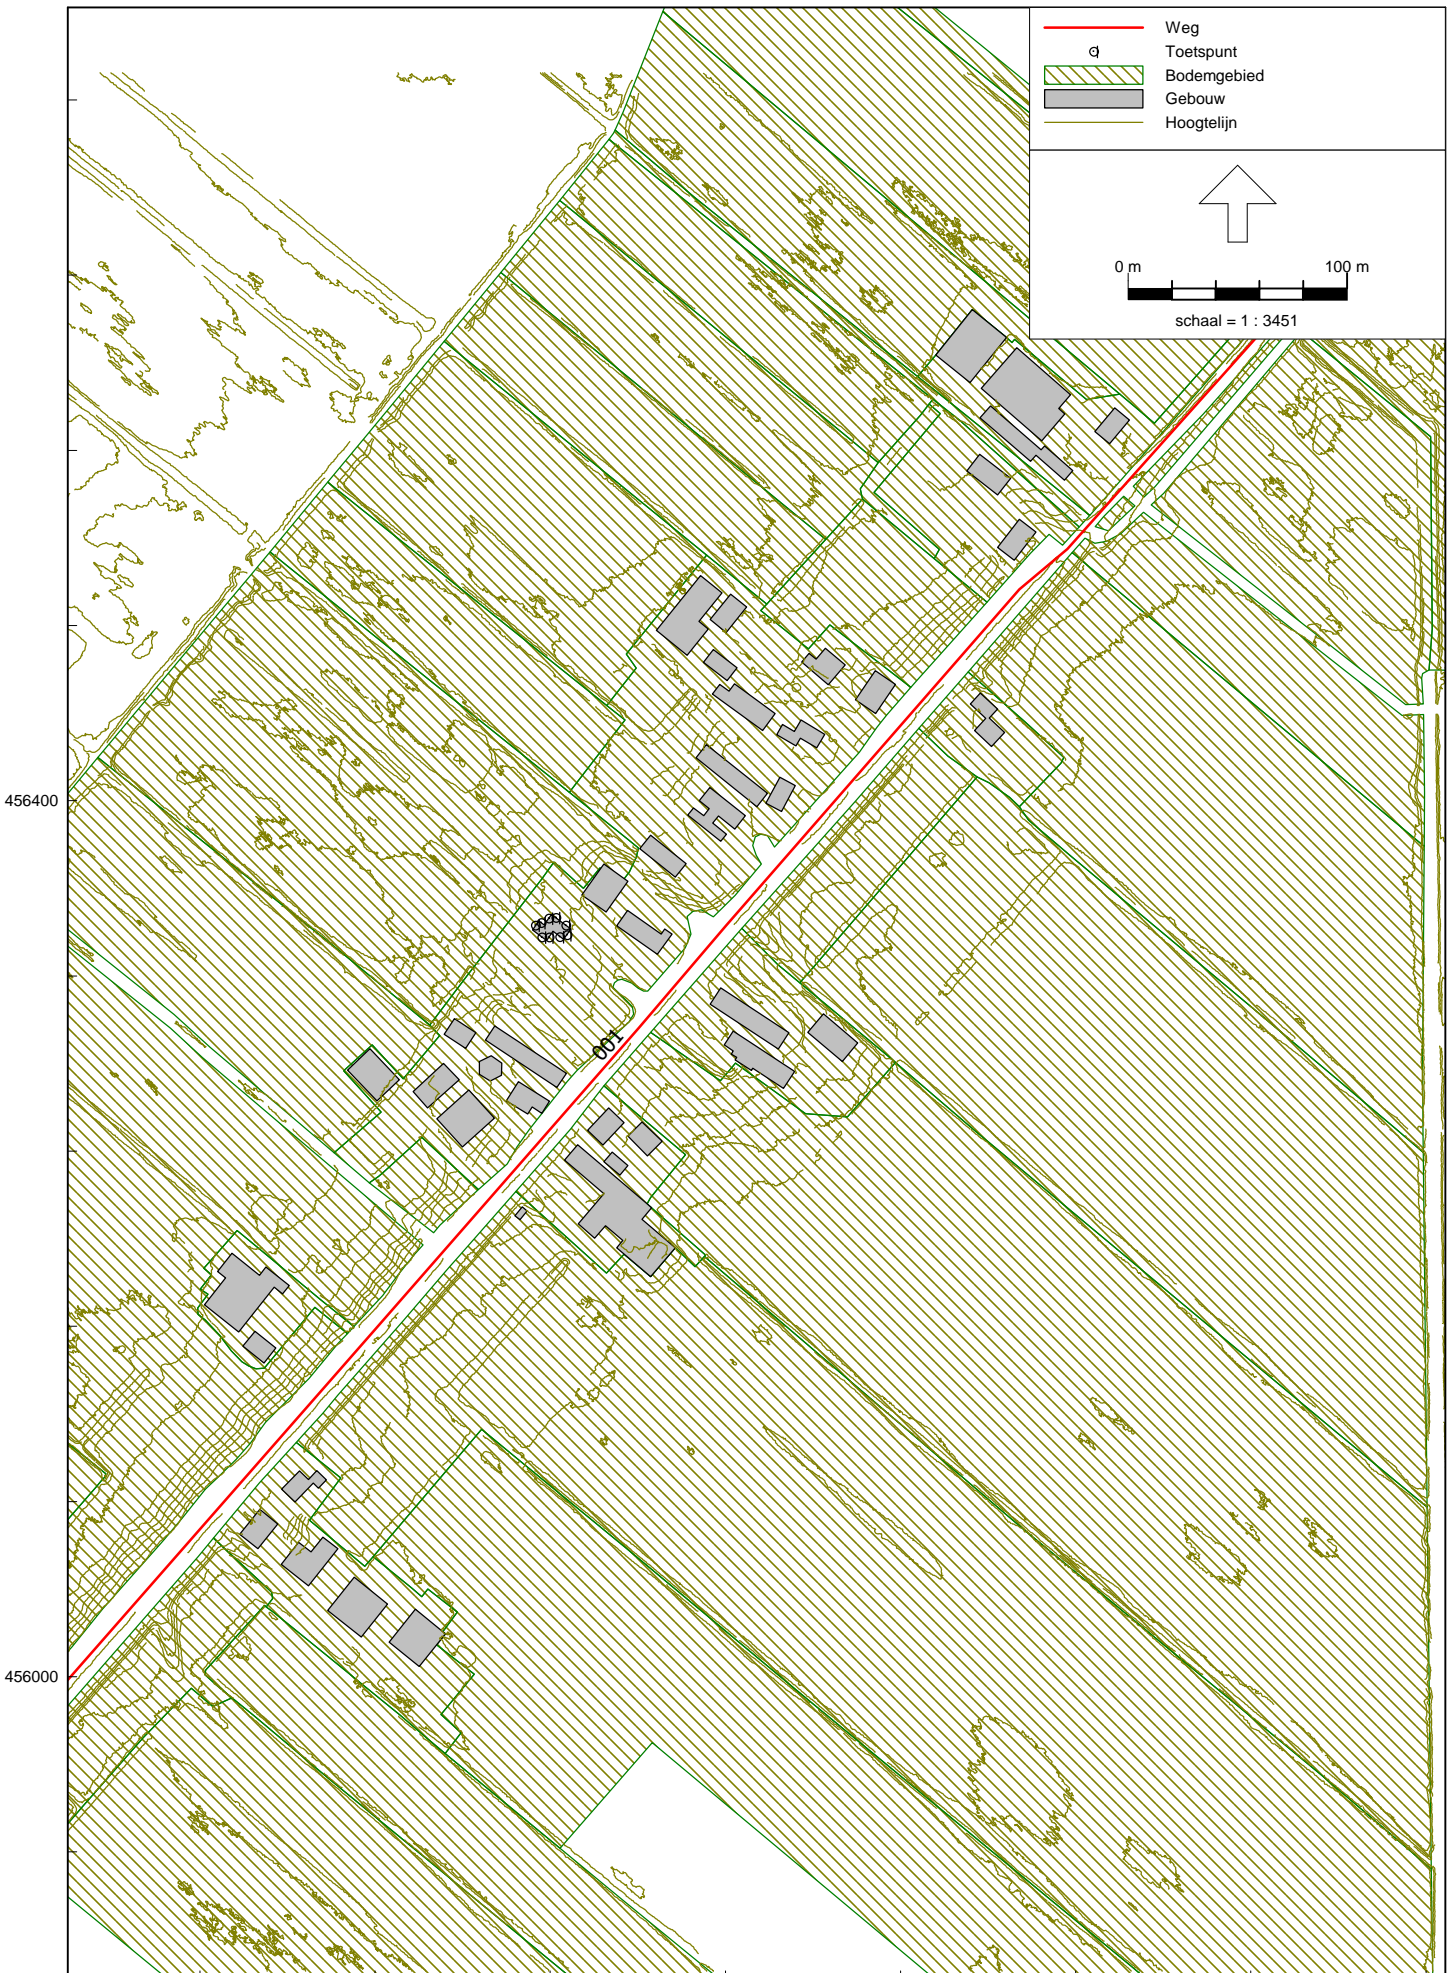 Weg
Toetspunt
Bodemgebied
Gebouw
Hoogtelijn
0 m 100 m
schaal = 1 : 3451
456400
001
456000